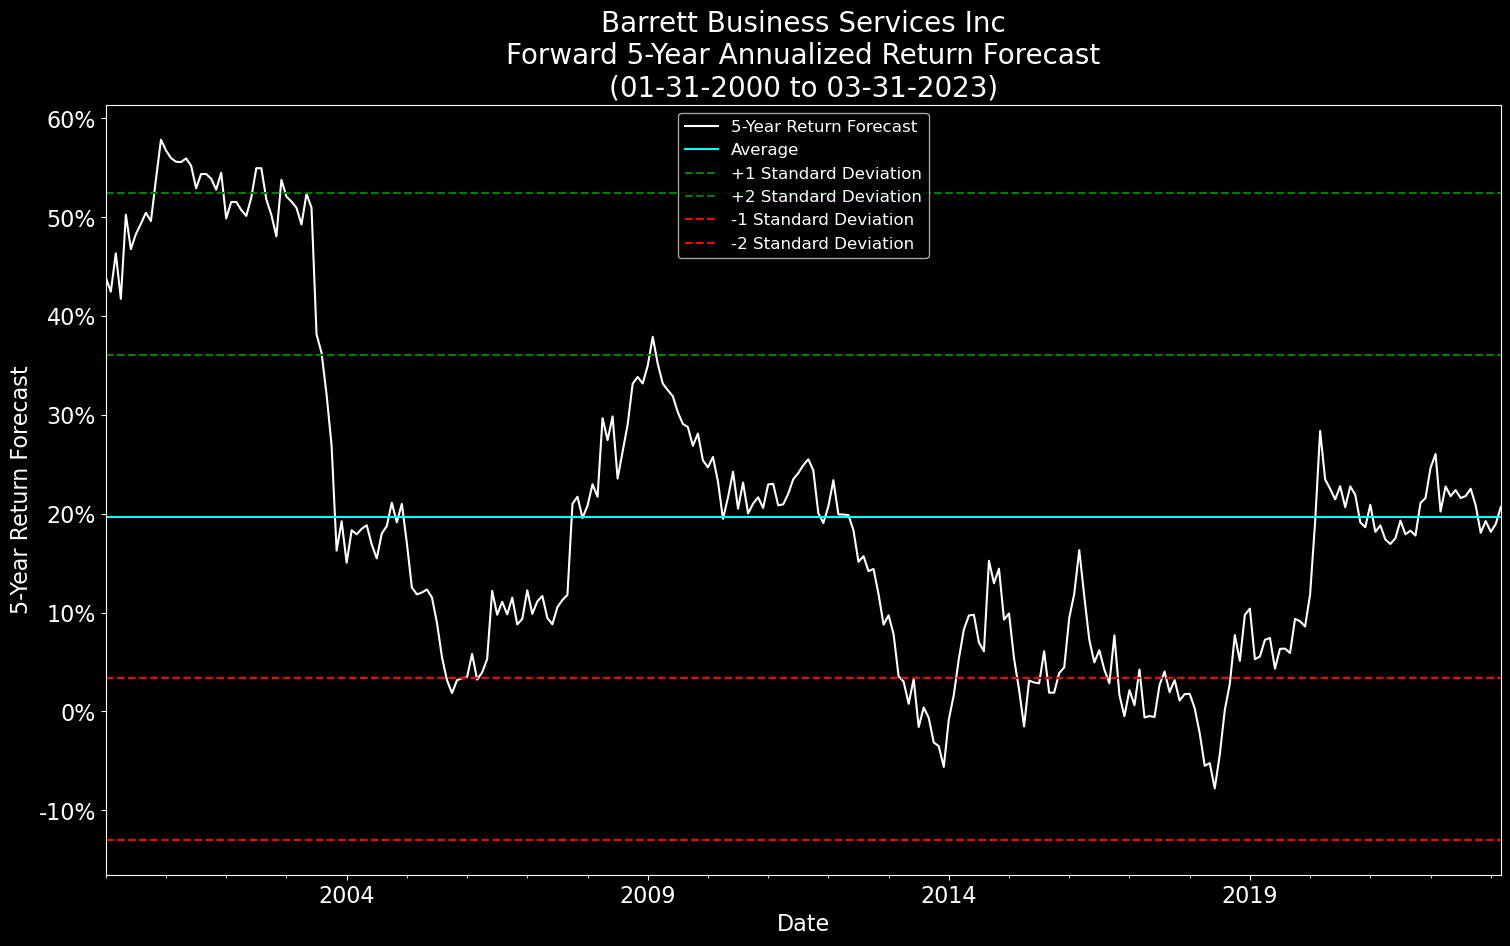 Barrett Business Services Inc
Forward 5-Year Annualized Return Forecast
(01-31-2000 to 03-31-2023)
5-Year Return Forecast
Average
+1 Standard Deviation
+2 Standard Deviation
-1 Standard Deviation
-2 Standard Deviation
60%
50%
40%
30%
20%
10%
0%
-10%
5-Year Return Forecast
2004
2009
2014
2019
Date